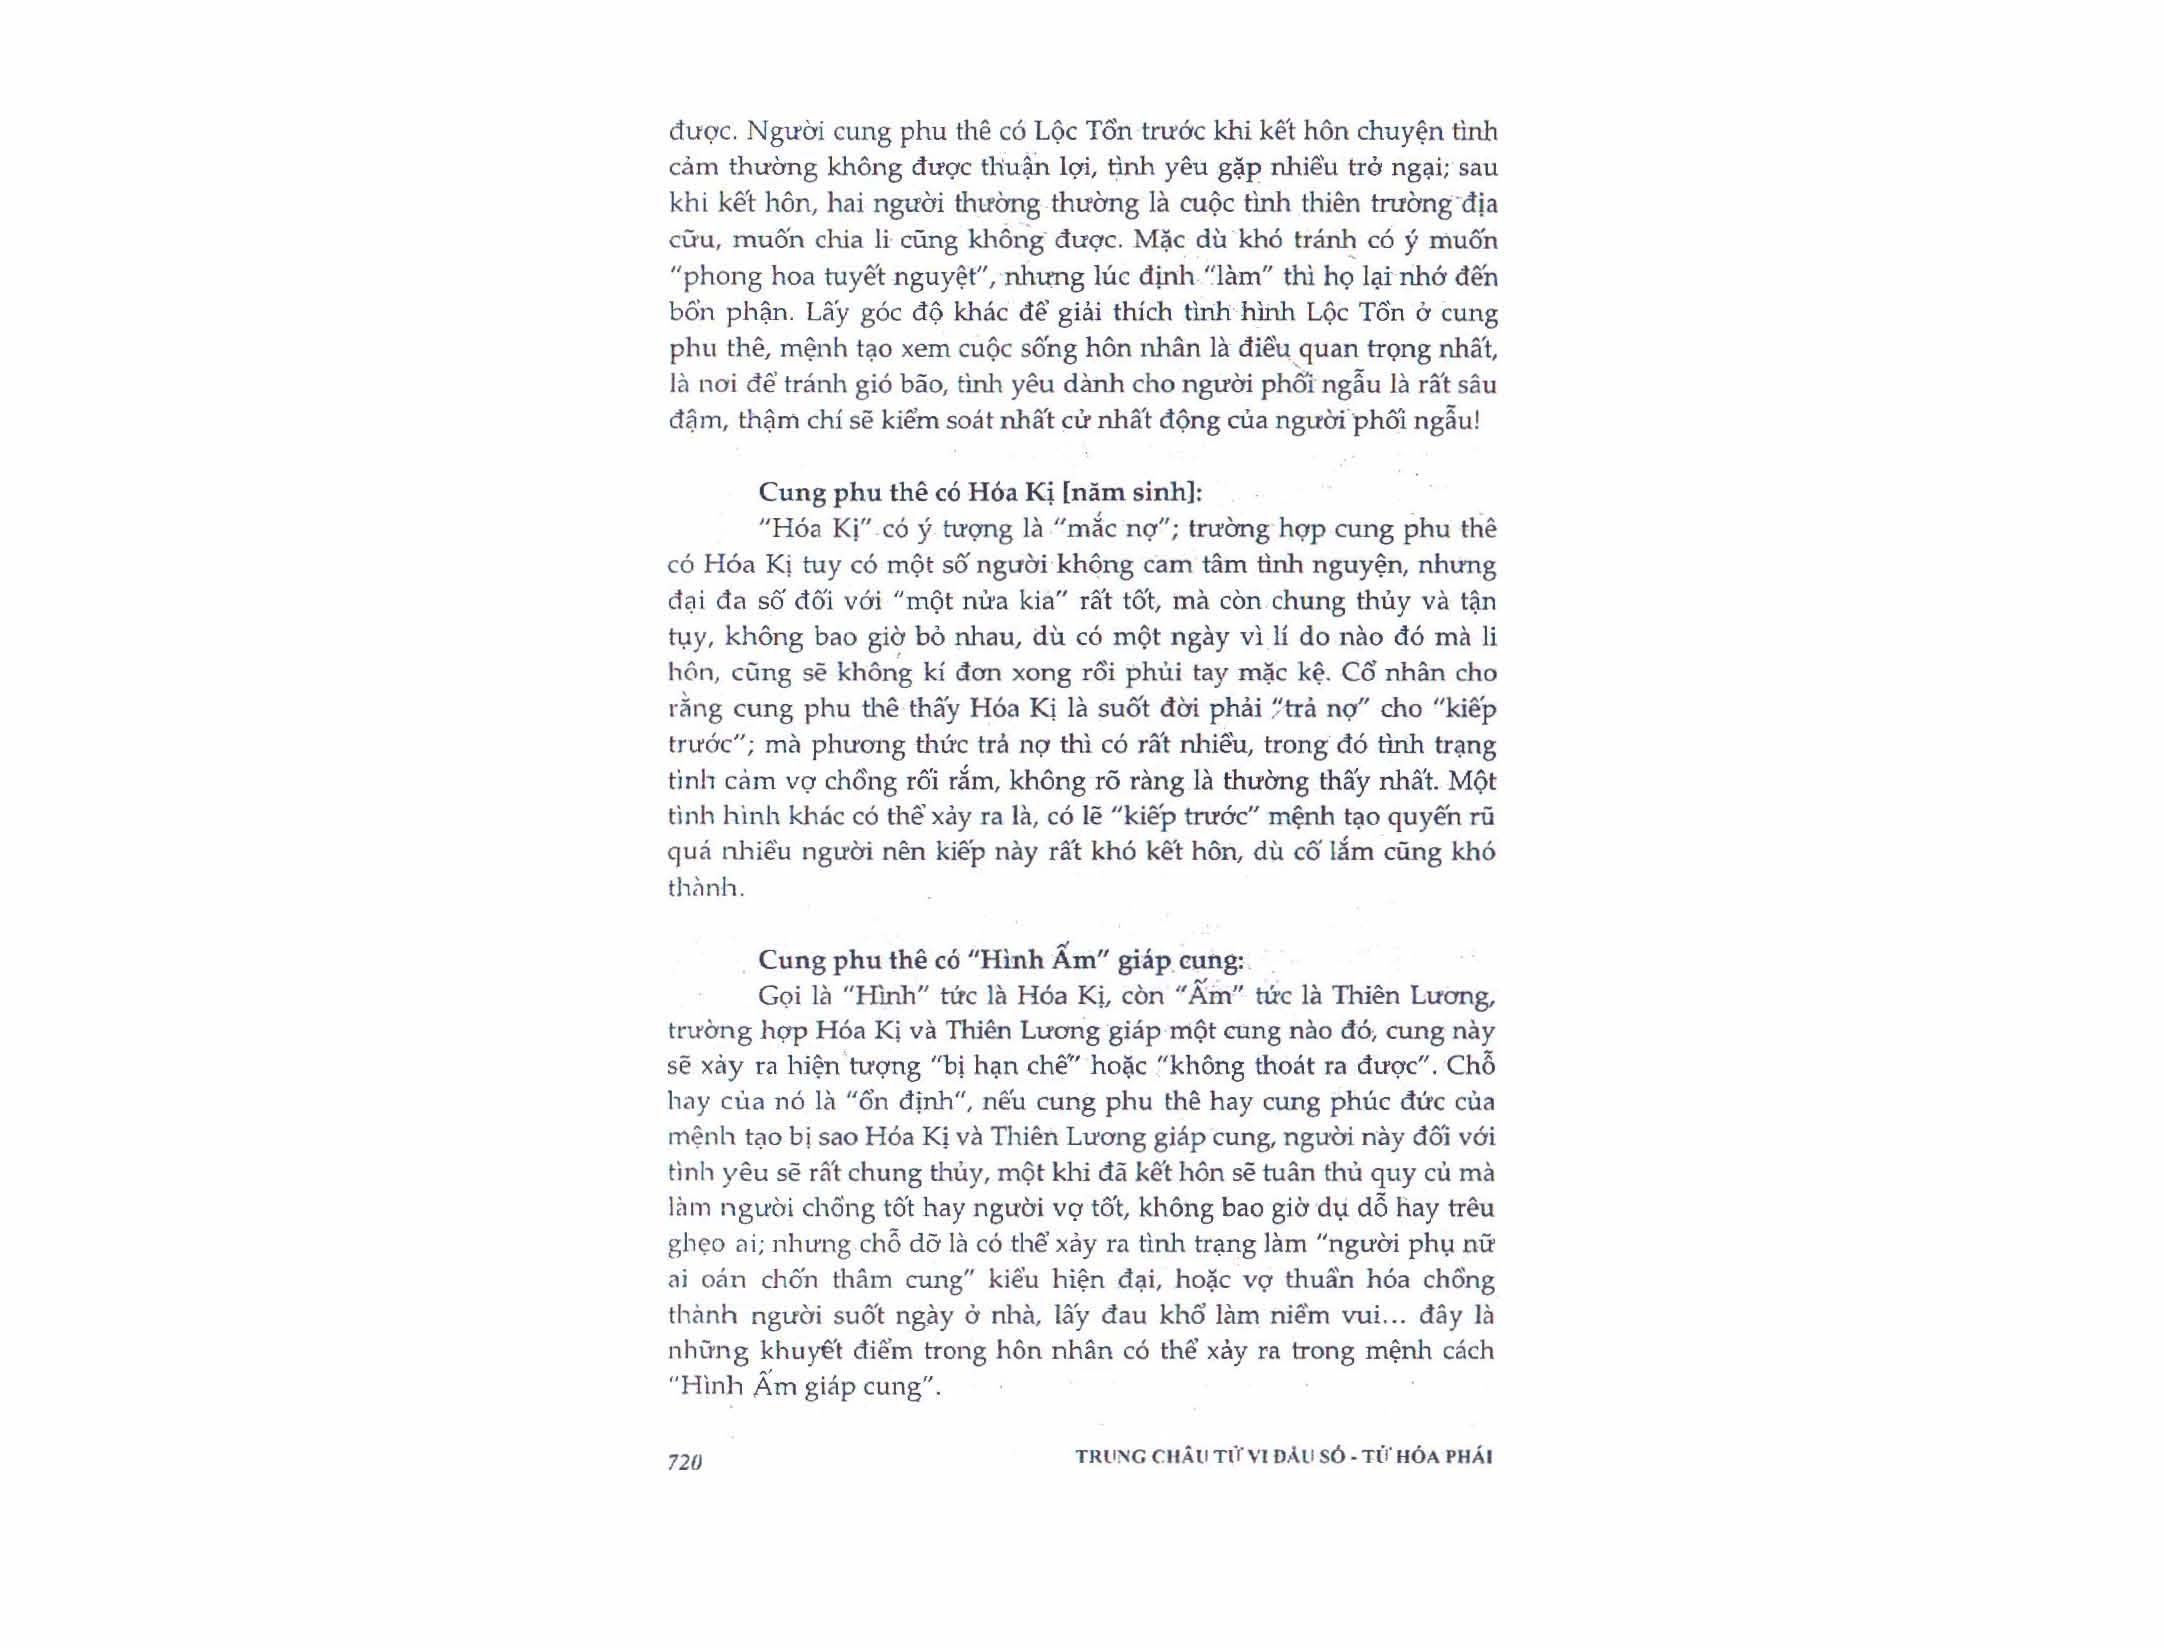 được. Người cung phu thê có Lộc Tồn trước khi kết hôn chuyện tình
cảm thường không được thuận lợi, tình yêu gặp nhiều trở ngại; sau
khi kết hôn, hai người thường thường là cuộc tình thiên trường địa
cữu, muốn chia li cũng không được. Mặc dù khó tránh có ý muốn
"phong hoa tuyết nguyệt", nhưng lúc định "làm" thì họ lại nhớ đến
bổn phận. Lấy góc độ khác để giải thích tình hình Lộc Tồn ở cung
phu thê, mệnh tạo xem cuộc sống hôn nhân là điều quan trọng nhất,
là nơi để tránh gió bão, tình yêu dành cho người phối ngẫu là rất sâu
đậm, thậm chí sẽ kiểm soát nhất cử nhất động của người phối ngẫu!
Cung phu thê có Hóa Kị [năm sinh]:
"Hóa Kị" có ý tượng là "mắc nợ"; trường hợp cung phu thê
có Hóa Kị tuy có một số người không cam tâm tình nguyện, nhưng
đại đa số đối với "một nửa kia" rất tốt, mà còn chung thủy và tận
tụy, không bao giờ bỏ nhau, dù có một ngày vì lí do nào đó mà li
hôn, cũng sẽ không kí đơn xong rồi phủi tay mặc kệ. Cổ nhân cho
rằng cung phu thê thấy Hóa Kị là suốt đời phải "trả nợ" cho "kiếp
trước"; mà phương thức trả nợ thì có rất nhiều, trong đó tình trạng
tình cảm vợ chồng rối rắm, không rõ ràng là thường thấy nhất. Một
tình hình khác có thể xảy ra là, có lẽ "kiếp trước" mệnh tạo quyến rũ
quá nhiều người nên kiếp này rất khó kết hôn, dù cố lắm cũng khó
thành.
Cung phu thê có "Hình Ấm" giáp cung:
Gọi là "Hình" tức là Hóa Kị, còn "Ấm" tức là Thiên Lương,
trường hợp Hóa Kị và Thiên Lương giáp một cung nào đó, cung này
sẽ xảy ra hiện tượng "bị hạn chế" hoặc "không thoát ra được". Chỗ
hay của nó là "ổn định", nếu cung phu thê hay cung phúc đức của
mệnh tạo bị sao Hóa Kị và Thiên Lương giáp cung, người này đối với
tình yêu sẽ rất chung thủy, một khi đã kết hôn sẽ tuân thủ quy củ mà
làm người chồng tốt hay người vợ tốt, không bao giờ dụ dỗ hay trêu
ghẹo ai; nhưng chỗ dỡ là có thể xảy ra tình trạng làm "người phụ nữ
ai oán chốn thâm cung" kiểu hiện đại, hoặc vợ thuần hóa chồng
thành người suốt ngày ở nhà, lấy đau khổ làm niềm vui... đây là
những khuyết điểm trong hôn nhân có thể xảy ra trong mệnh cách
"Hình Ấm giáp cung".
720
TRUNG CHÂU TỬ VI ĐẨU SỐ - TỨ HÓA PHÁI